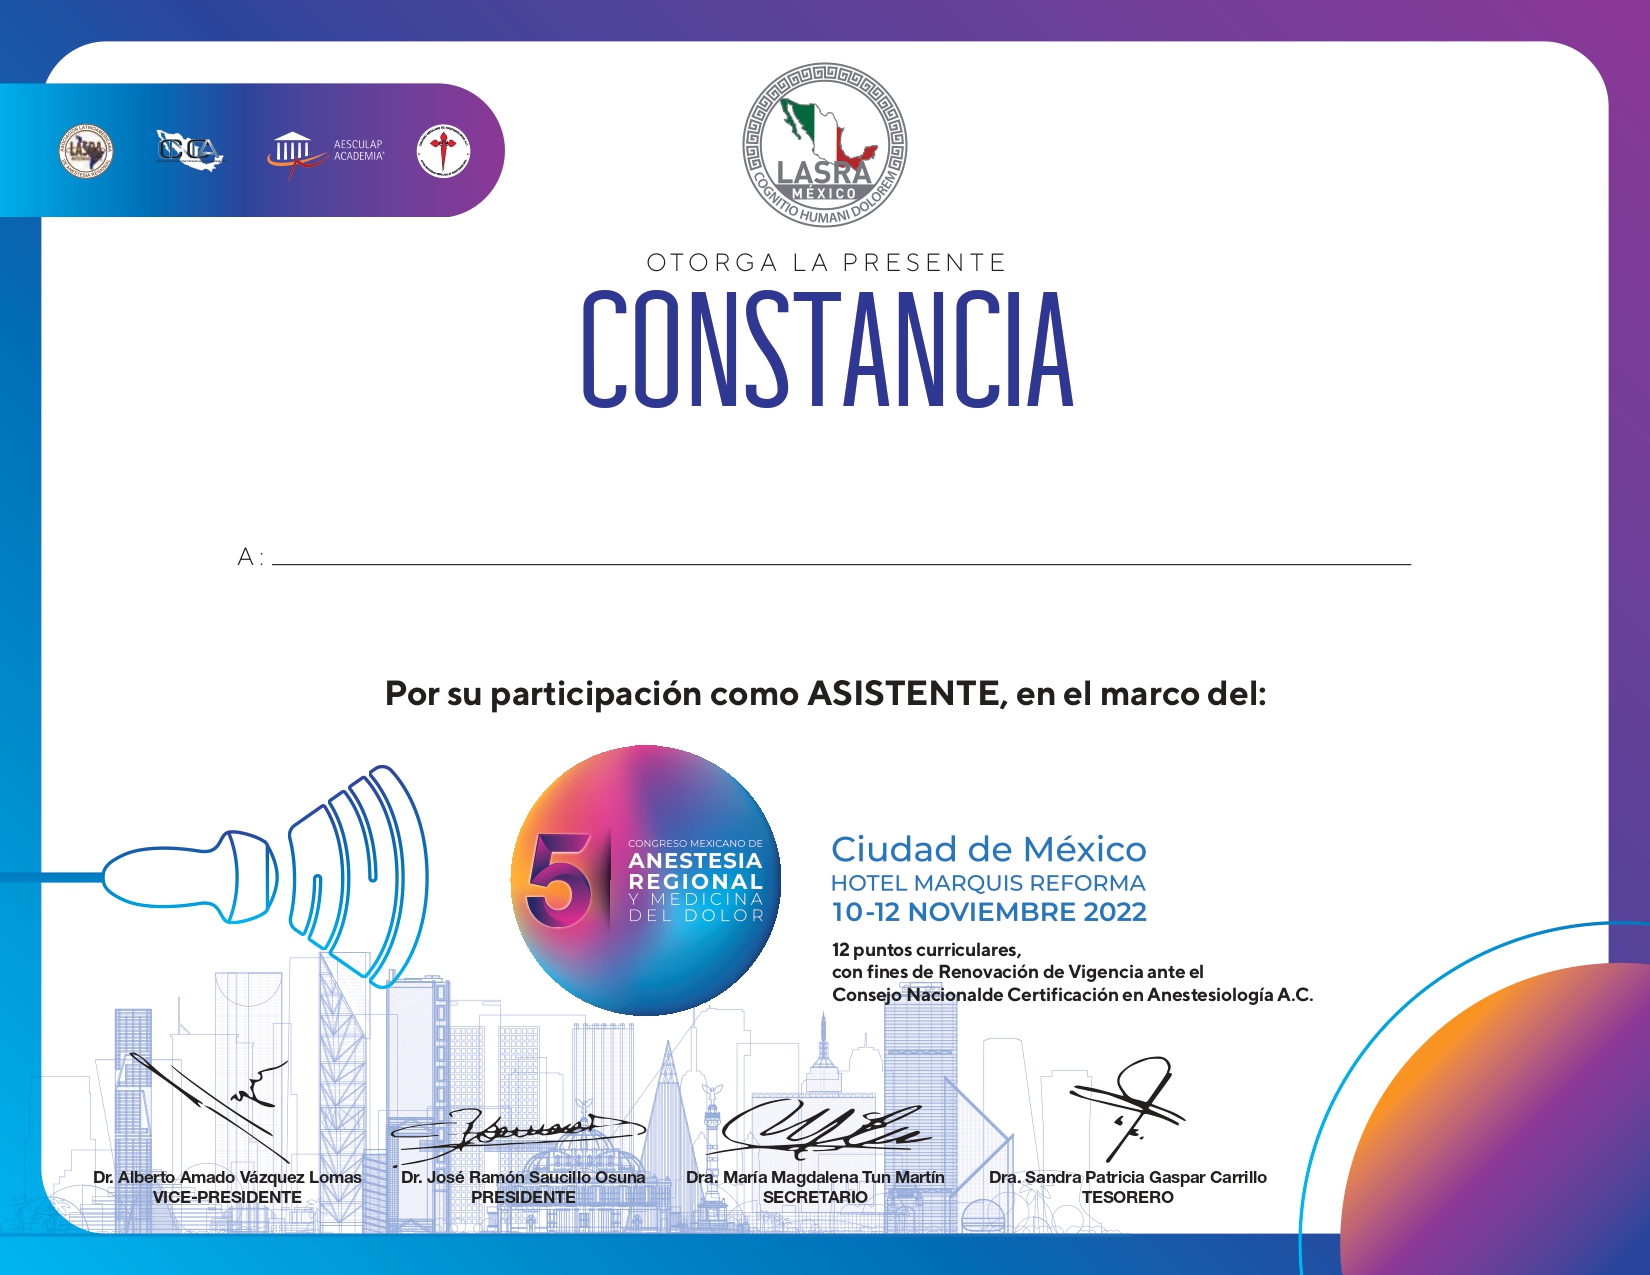 LASRA
AESCULAP
ACADEMIA
LASRA
MÉXICO
COGNITIO HUMANI DOLOREM
OTORGA LA PRESENTE
CONSTANCIA
A:
Por su participación como ASISTENTE, en el marco del:
5
CONGRESO MEXICANO DE
ANESTESIA
REGIONAL
Y MEDICINA
DEL DOLOR
Ciudad de México
HOTEL MARQUIS REFORMA
10-12 NOVIEMBRE 2022
12 puntos curriculares,
con fines de Renovación de Vigencia ante el
Consejo Nacionalde Certificación en Anestesiología A.C.
Dr. Alberto Amado Vázquez Lomas
VICE-PRESIDENTE
Dr. José Ramón Saucillo Osuna
PRESIDENTE
Dra. María Magdalena Tun Martín
SECRETARIO
Dra. Sandra Patricia Gaspar Carrillo
TESORERO